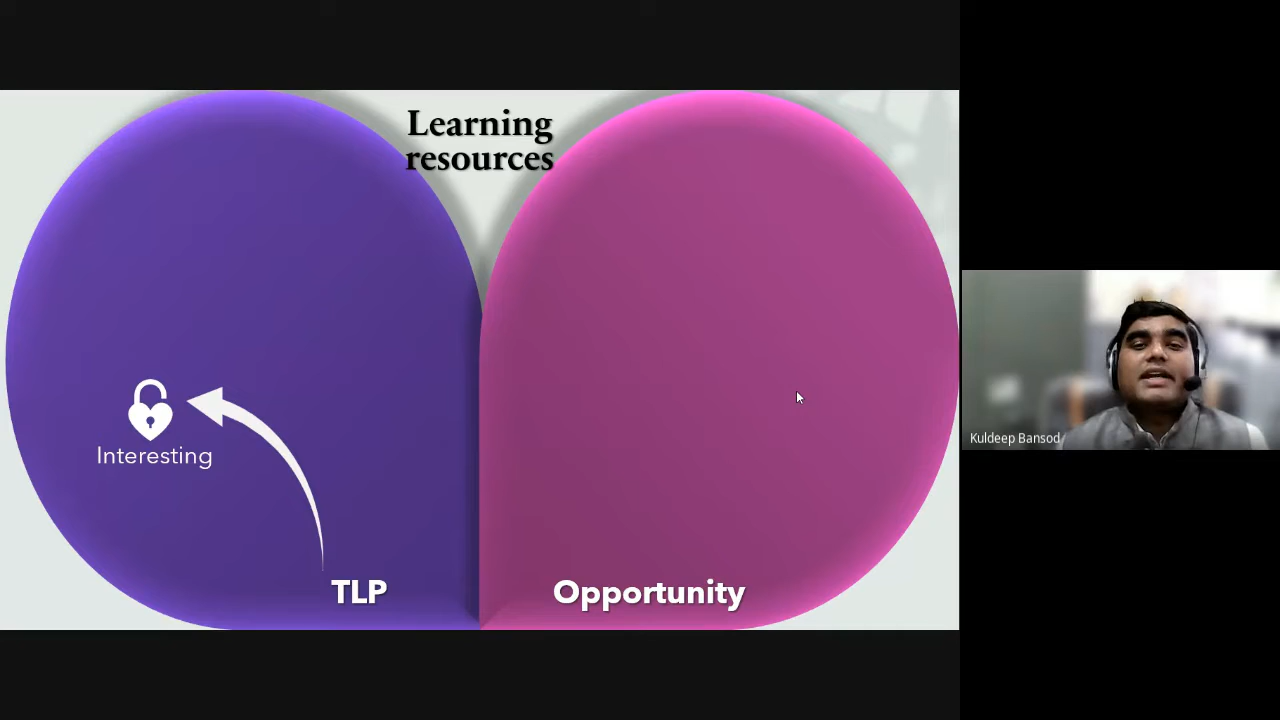 Learning
resources
Interesting
TLP
Opportunity
Kuldeep Bansod